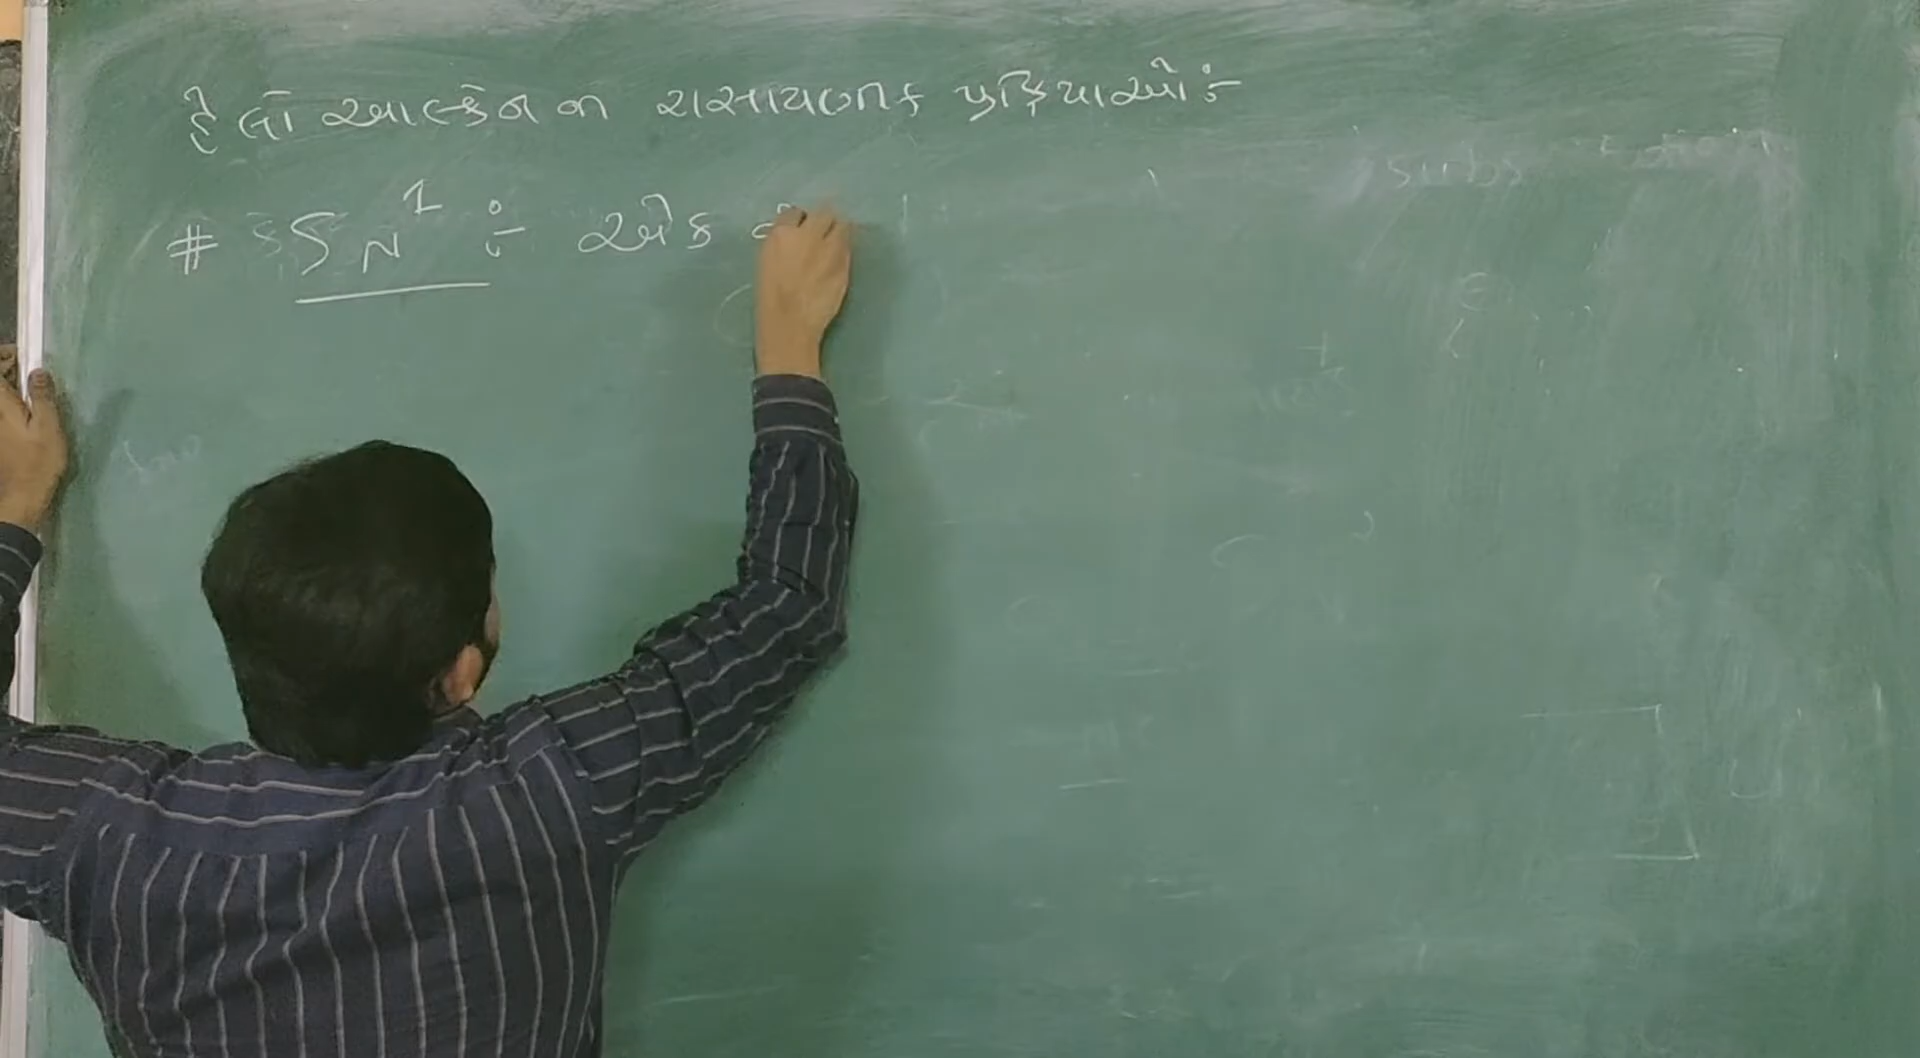 હેલોઆલ્કેનના રાસાયણિક પ્રક્રિયાઓ :-
# SN¹ :- એક